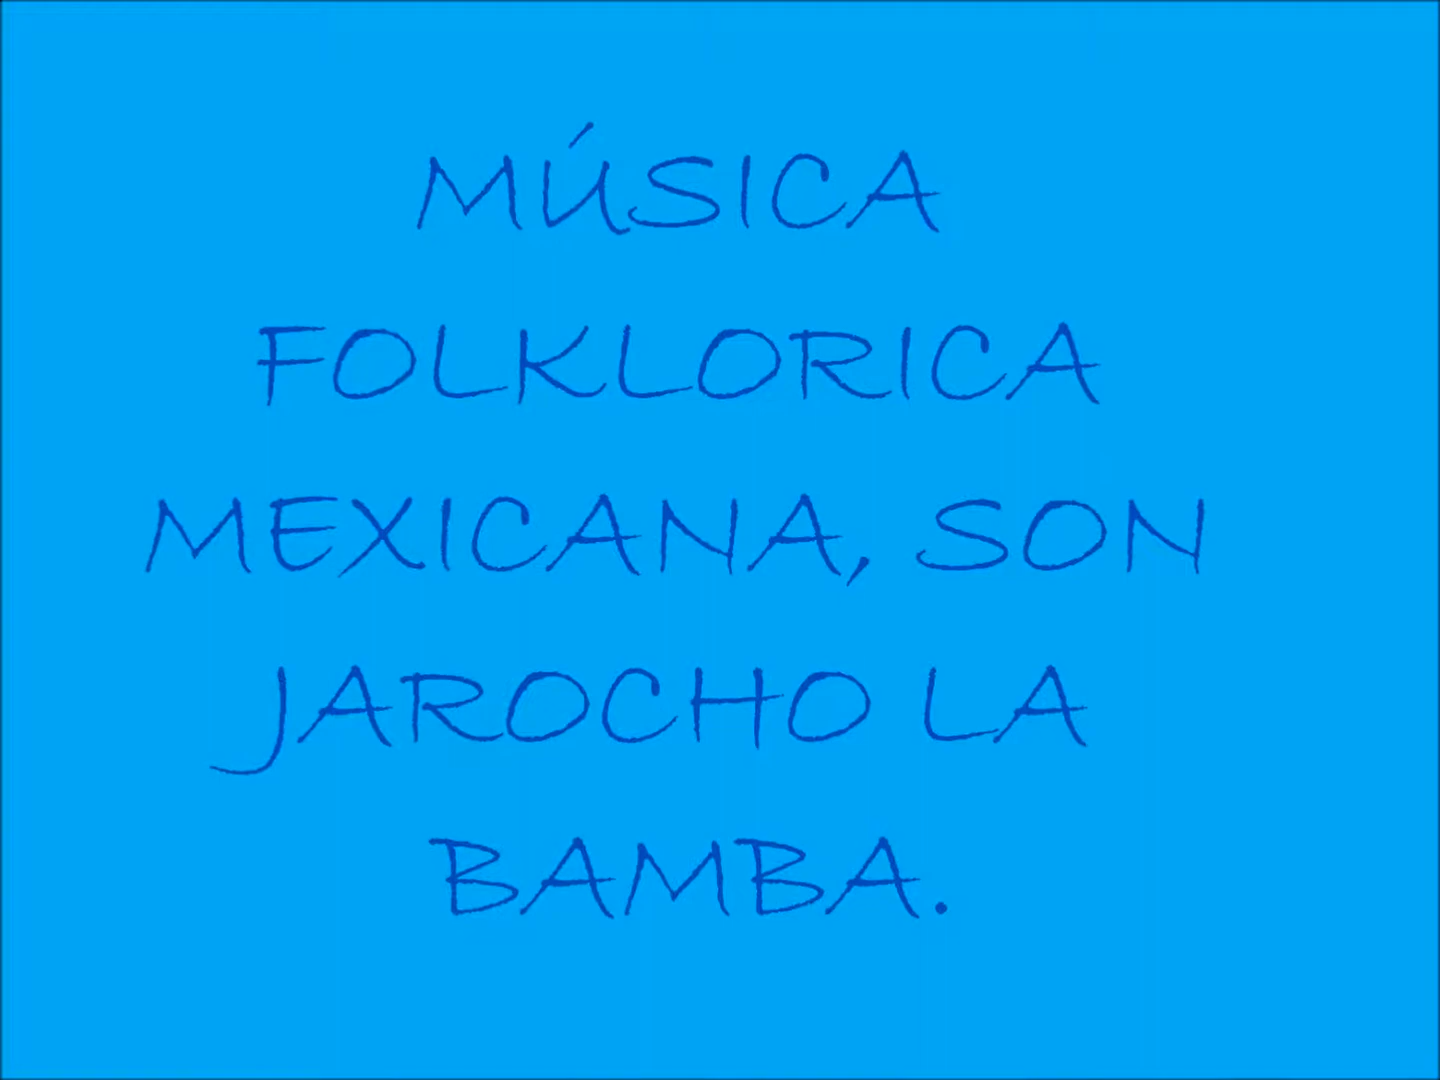 MÚSICA
FOLKLORICA
MEXICANA, SON
JAROCHO LA
BAMBA.